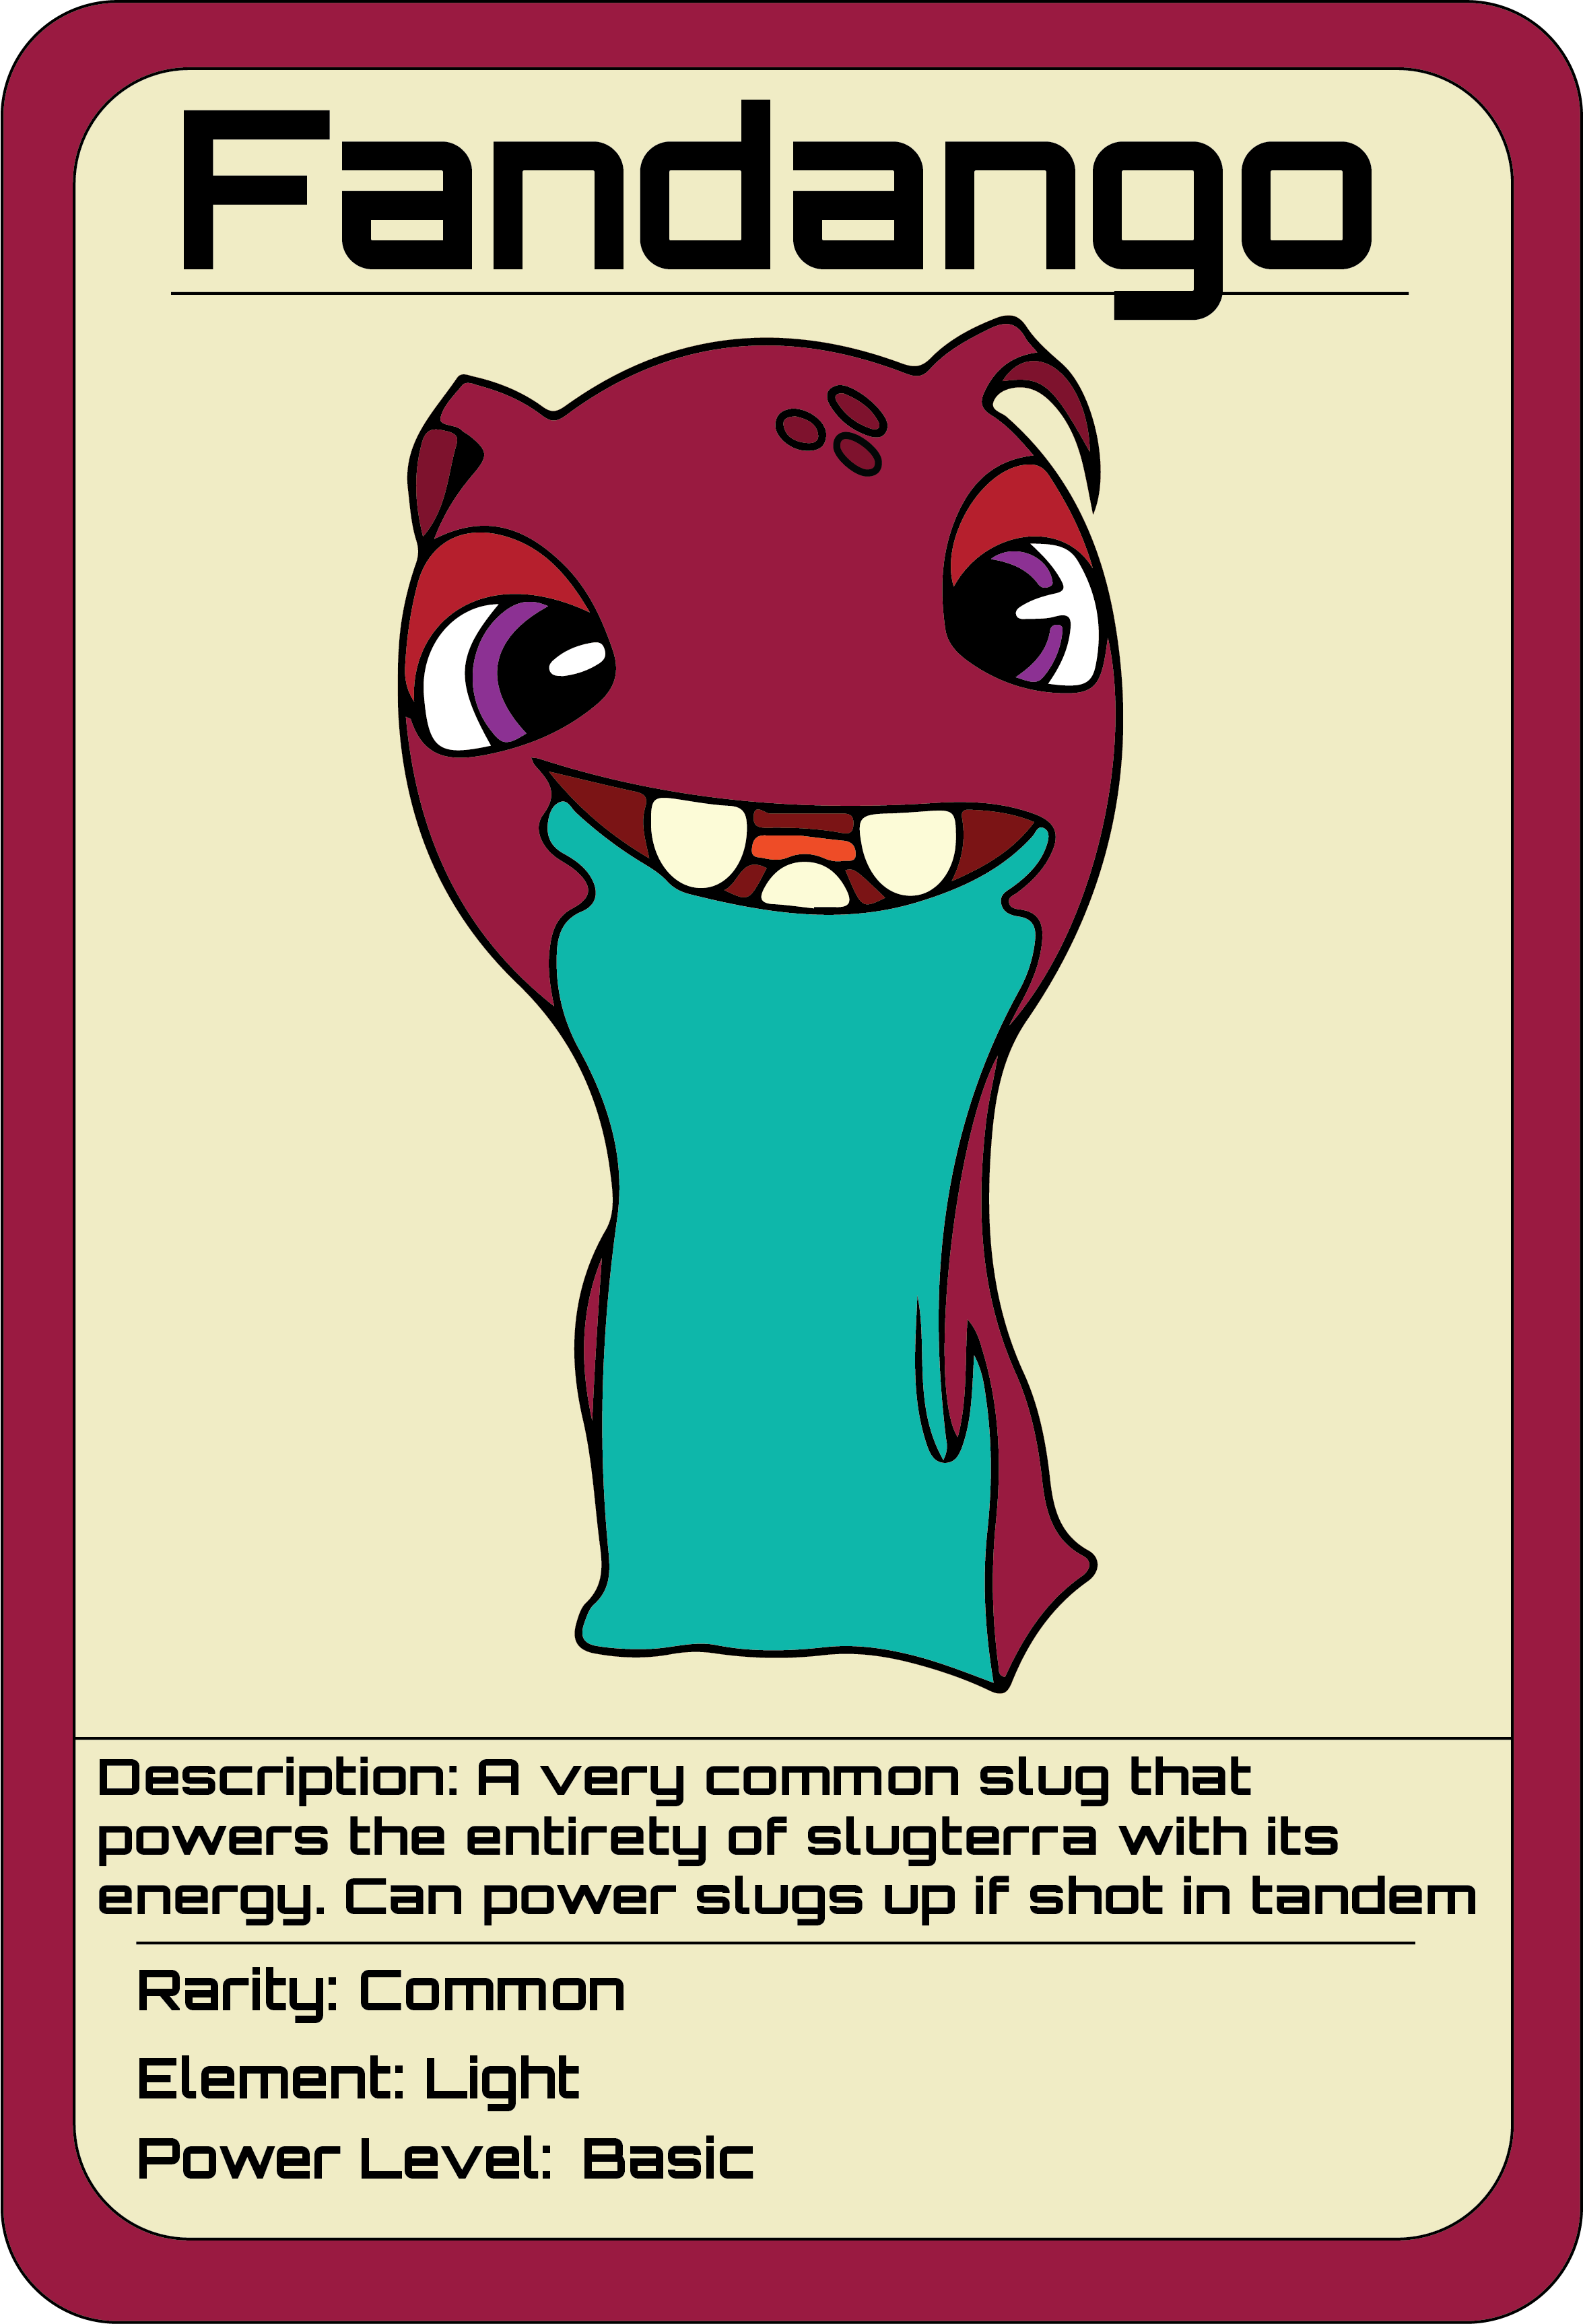 Fandango
Description: A very common slug that
powers the entirety of slugterra with its
energy. Can power slugs up if shot in tandem
Rarity: Common
Element: Light
Power Level: Basic